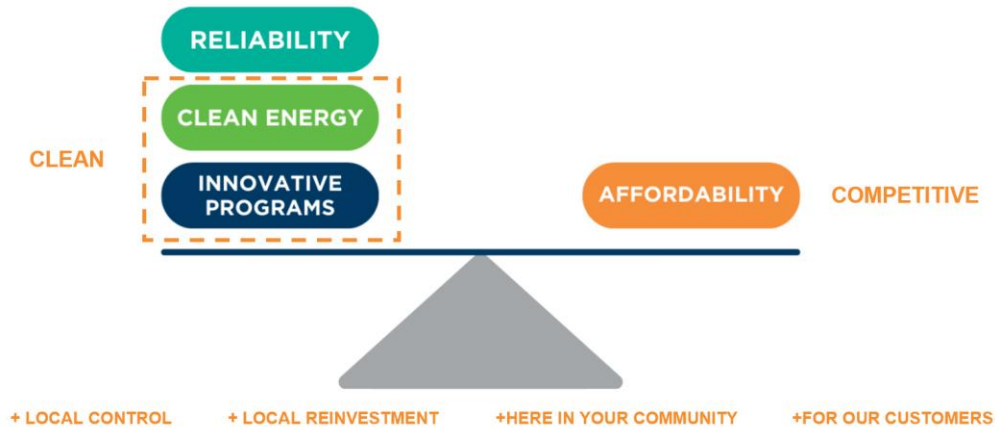 RELIABILITY
CLEAN ENERGY
CLEAN
INNOVATIVE
PROGRAMS
AFFORDABILITY
COMPETITIVE
+ LOCAL CONTROL
+ LOCAL REINVESTMENT
+HERE IN YOUR COMMUNITY
+FOR OUR CUSTOMERS